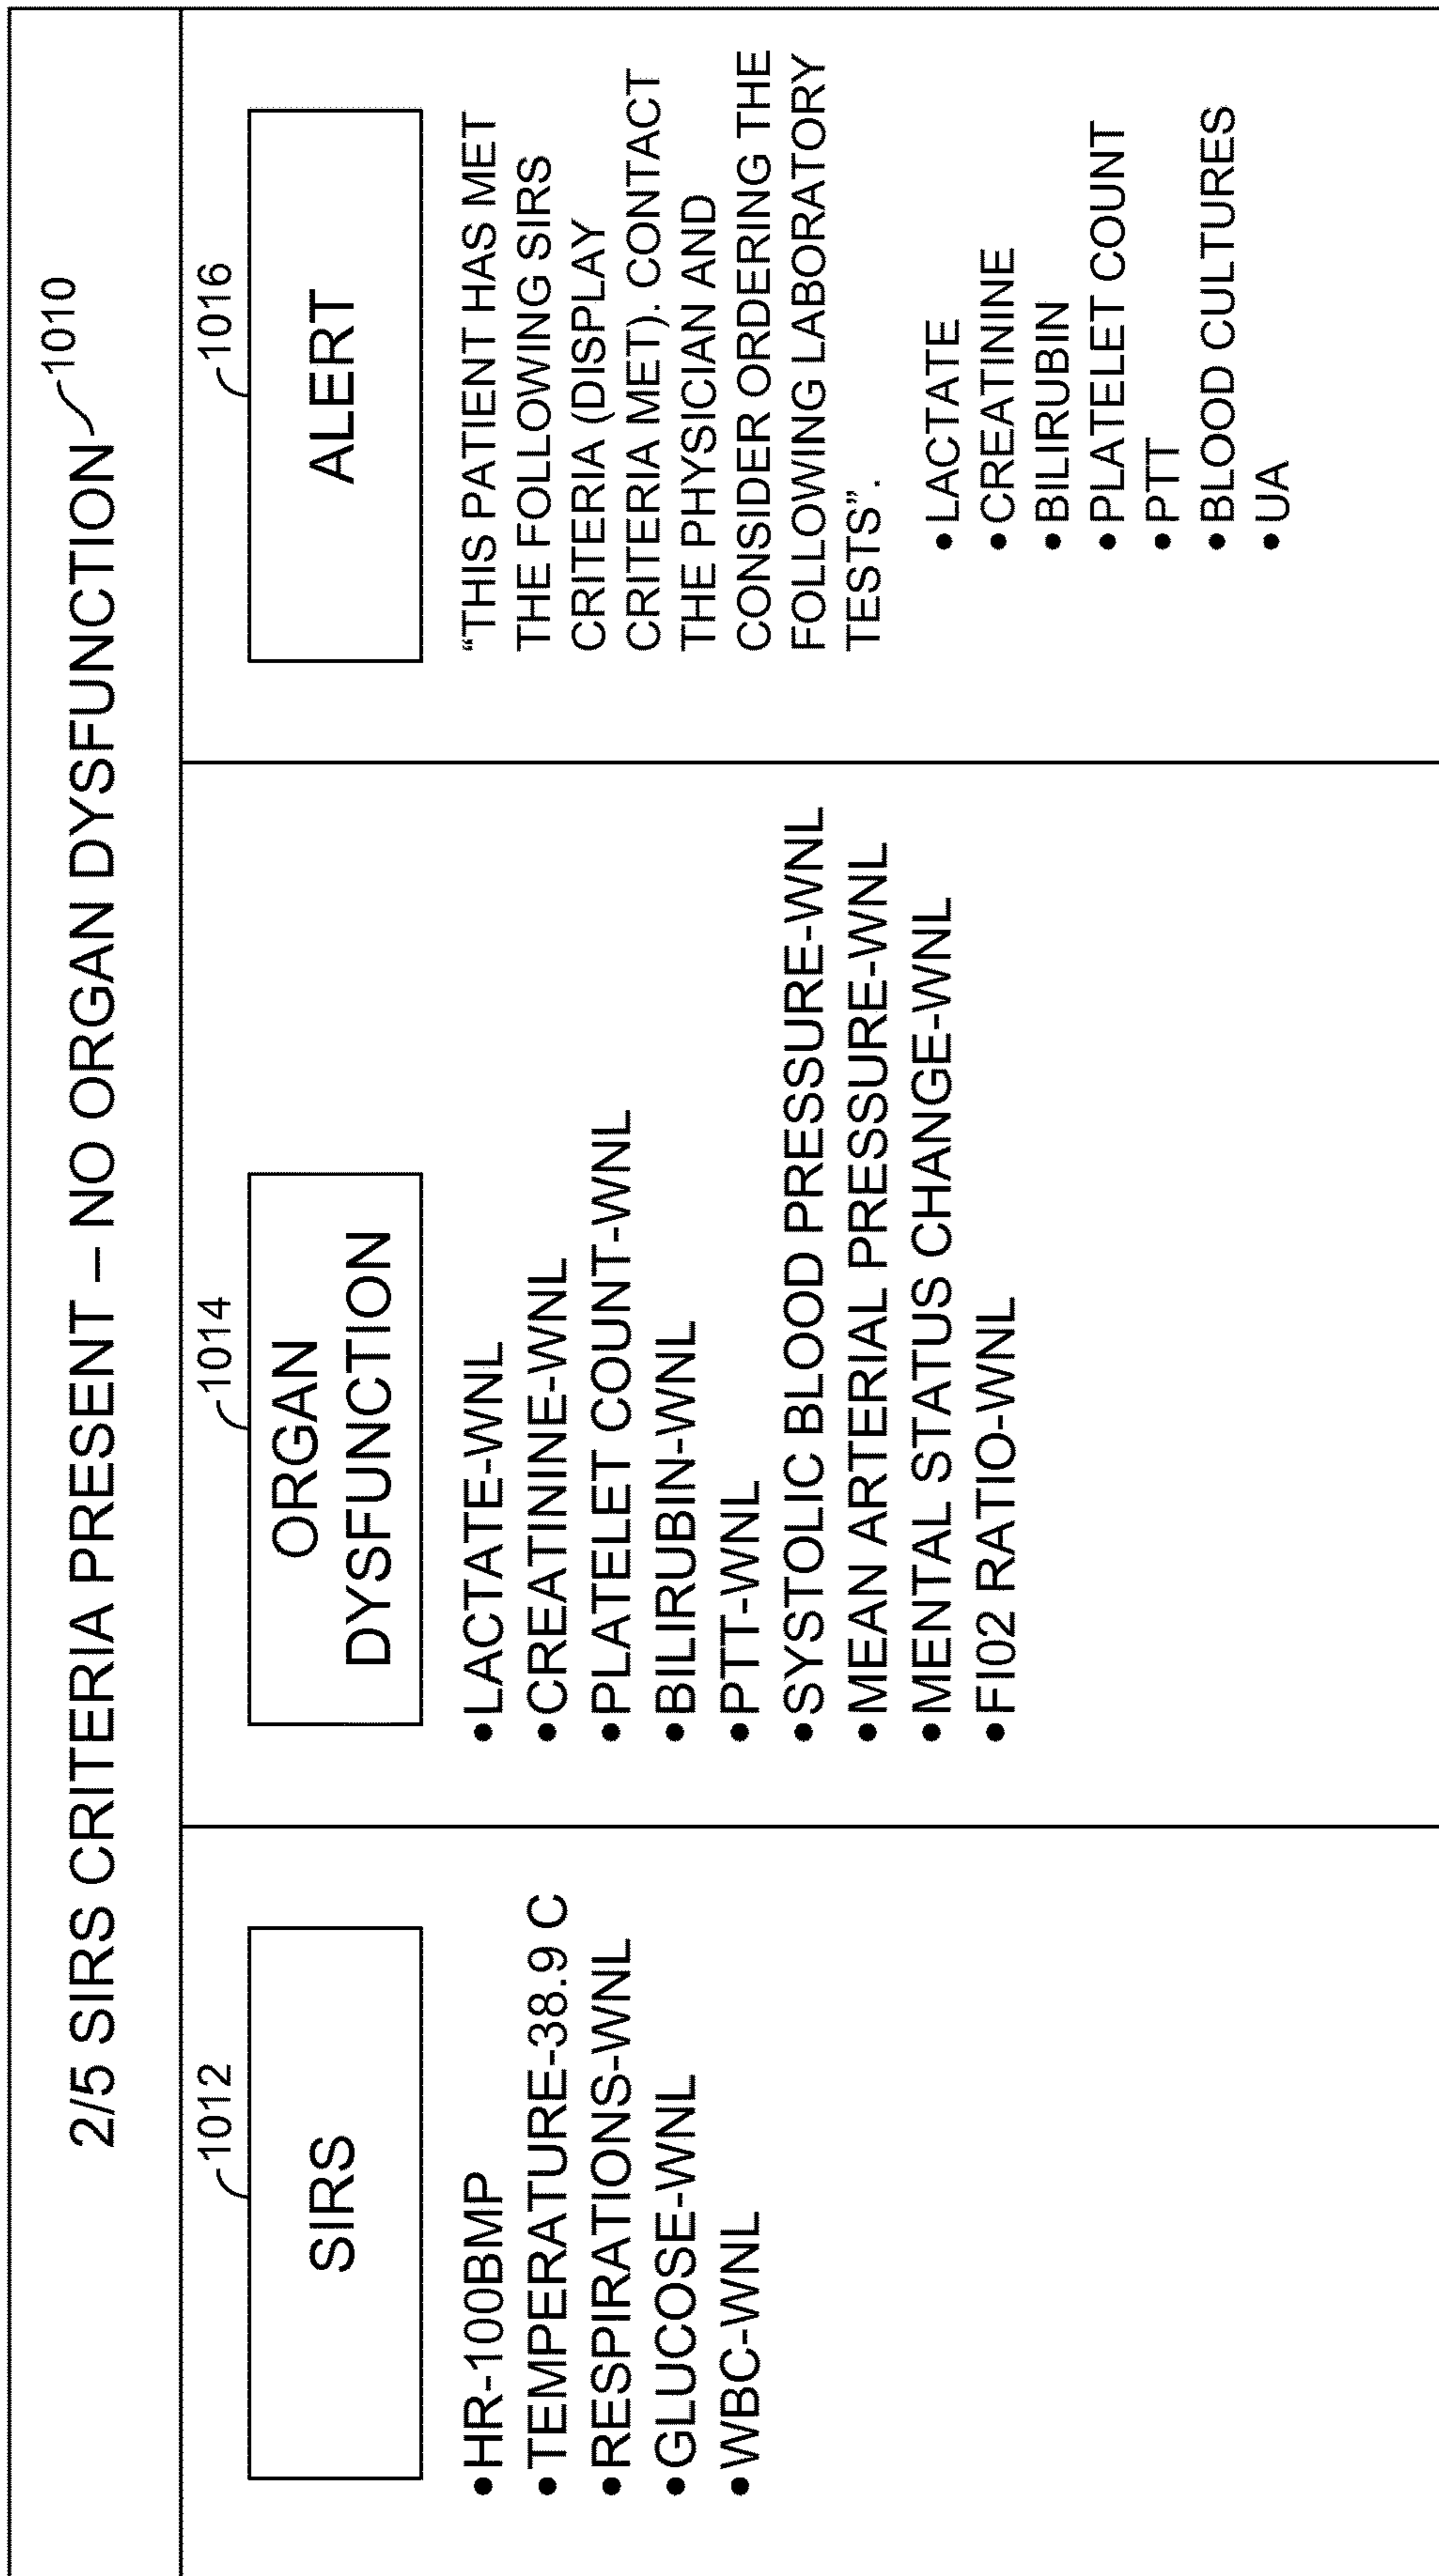 2/5 SIRS CRITERIA PRESENT – NO ORGAN DYSFUNCTION
1010
1012
SIRS
•HR-100BMP
•TEMPERATURE-38.9 C
•RESPIRATIONS-WNL
•GLUCOSE-WNL
•WBC-WNL
1014
ORGAN
DYSFUNCTION
•LACTATE-WNL
•CREATININE-WNL
•PLATELET COUNT-WNL
•BILIRUBIN-WNL
•PTT-WNL
•SYSTOLIC BLOOD PRESSURE-WNL
•MEAN ARTERIAL PRESSURE-WNL
•MENTAL STATUS CHANGE-WNL
•FI02 RATIO-WNL
1016
ALERT
“THIS PATIENT HAS MET
THE FOLLOWING SIRS
CRITERIA (DISPLAY
CRITERIA MET). CONTACT
THE PHYSICIAN AND
CONSIDER ORDERING THE
FOLLOWING LABORATORY
TESTS”.
•LACTATE
•CREATININE
•BILIRUBIN
•PLATELET COUNT
•PTT
•BLOOD CULTURES
•UA